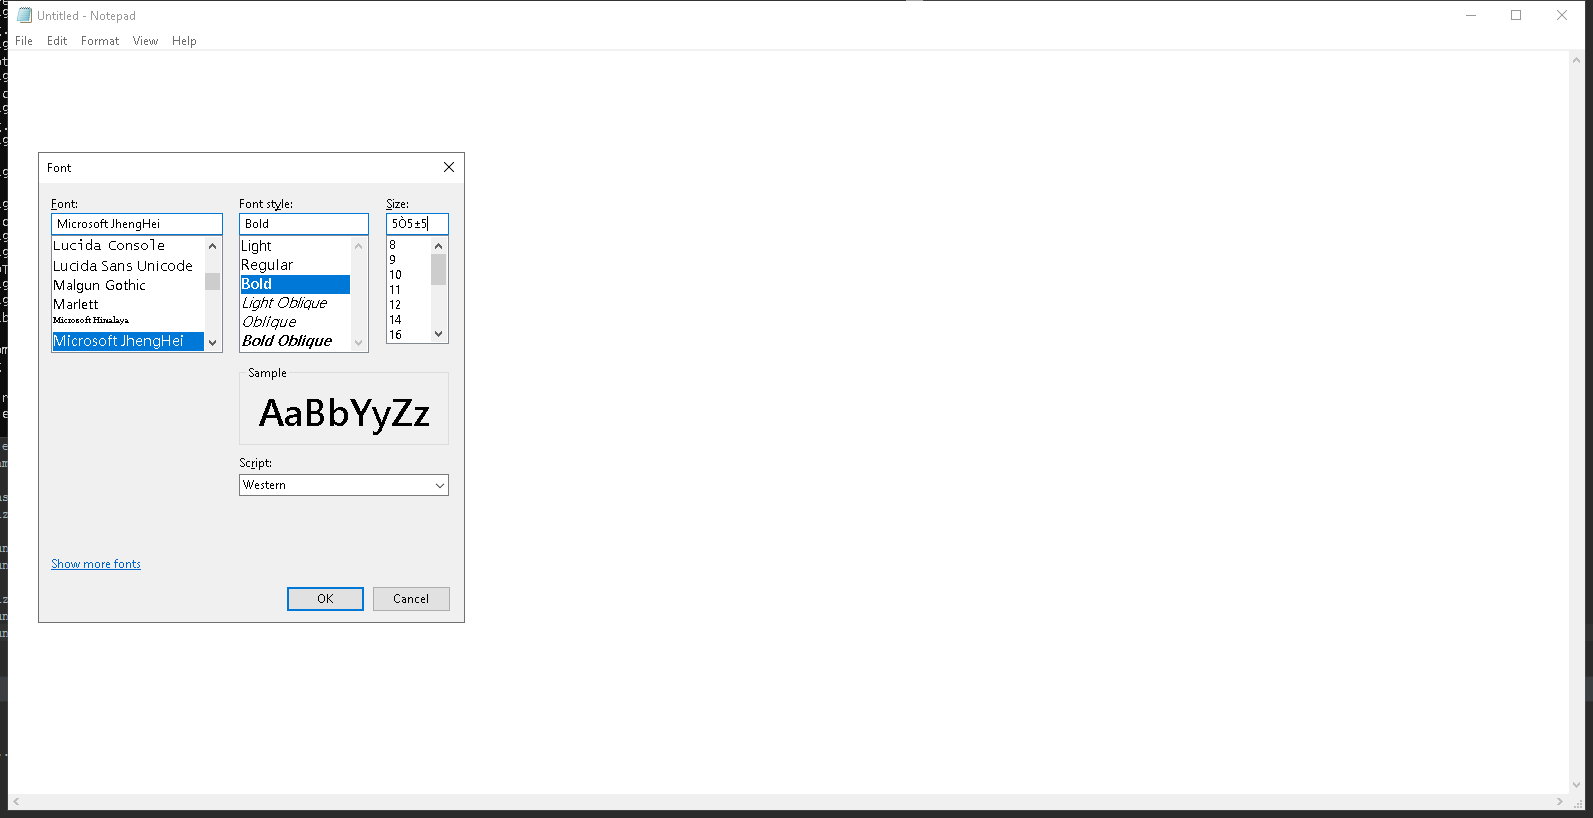 Untitled - Notepad
File Edit Format View Help
Font
Font: Font style: Size:
Microsoft JhengHei Bold 5Ò5±5
Lucida Console
Lucida Sans Unicode
Malgun Gothic
Marlett
Microsoft Himalaya
Microsoft JhengHei
Light
Regular
Bold
Light Oblique
Oblique
Bold Oblique
8
9
10
11
12
14
16
Sample
AaBbYyZz
Script:
Western
Show more fonts
OK Cancel